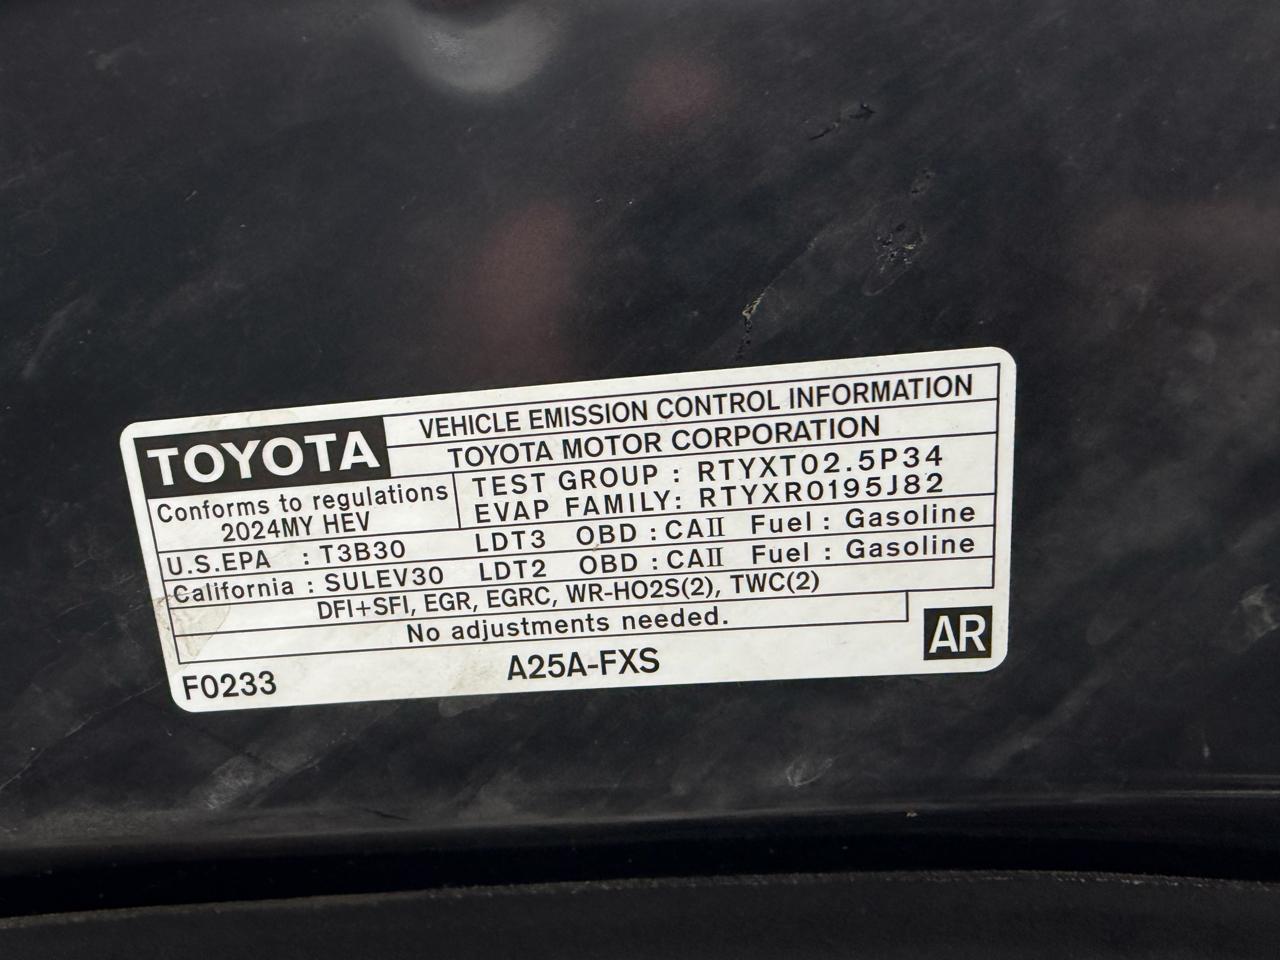 TOYOTA
VEHICLE EMISSION CONTROL INFORMATION
TOYOTA MOTOR CORPORATION
Conforms to regulations
2024MY HEV
TEST GROUP : RTYXT02.5P34
EVAP FAMILY: RTYXR0195J82
U.S.EPA : T3B30 LDT3 OBD : CAII Fuel : Gasoline
California : SULEV30 LDT2 OBD : CAII Fuel : Gasoline
DFI+SFI, EGR, EGRC, WR-HO2S(2), TWC(2)
No adjustments needed.
F0233 A25A-FXS AR